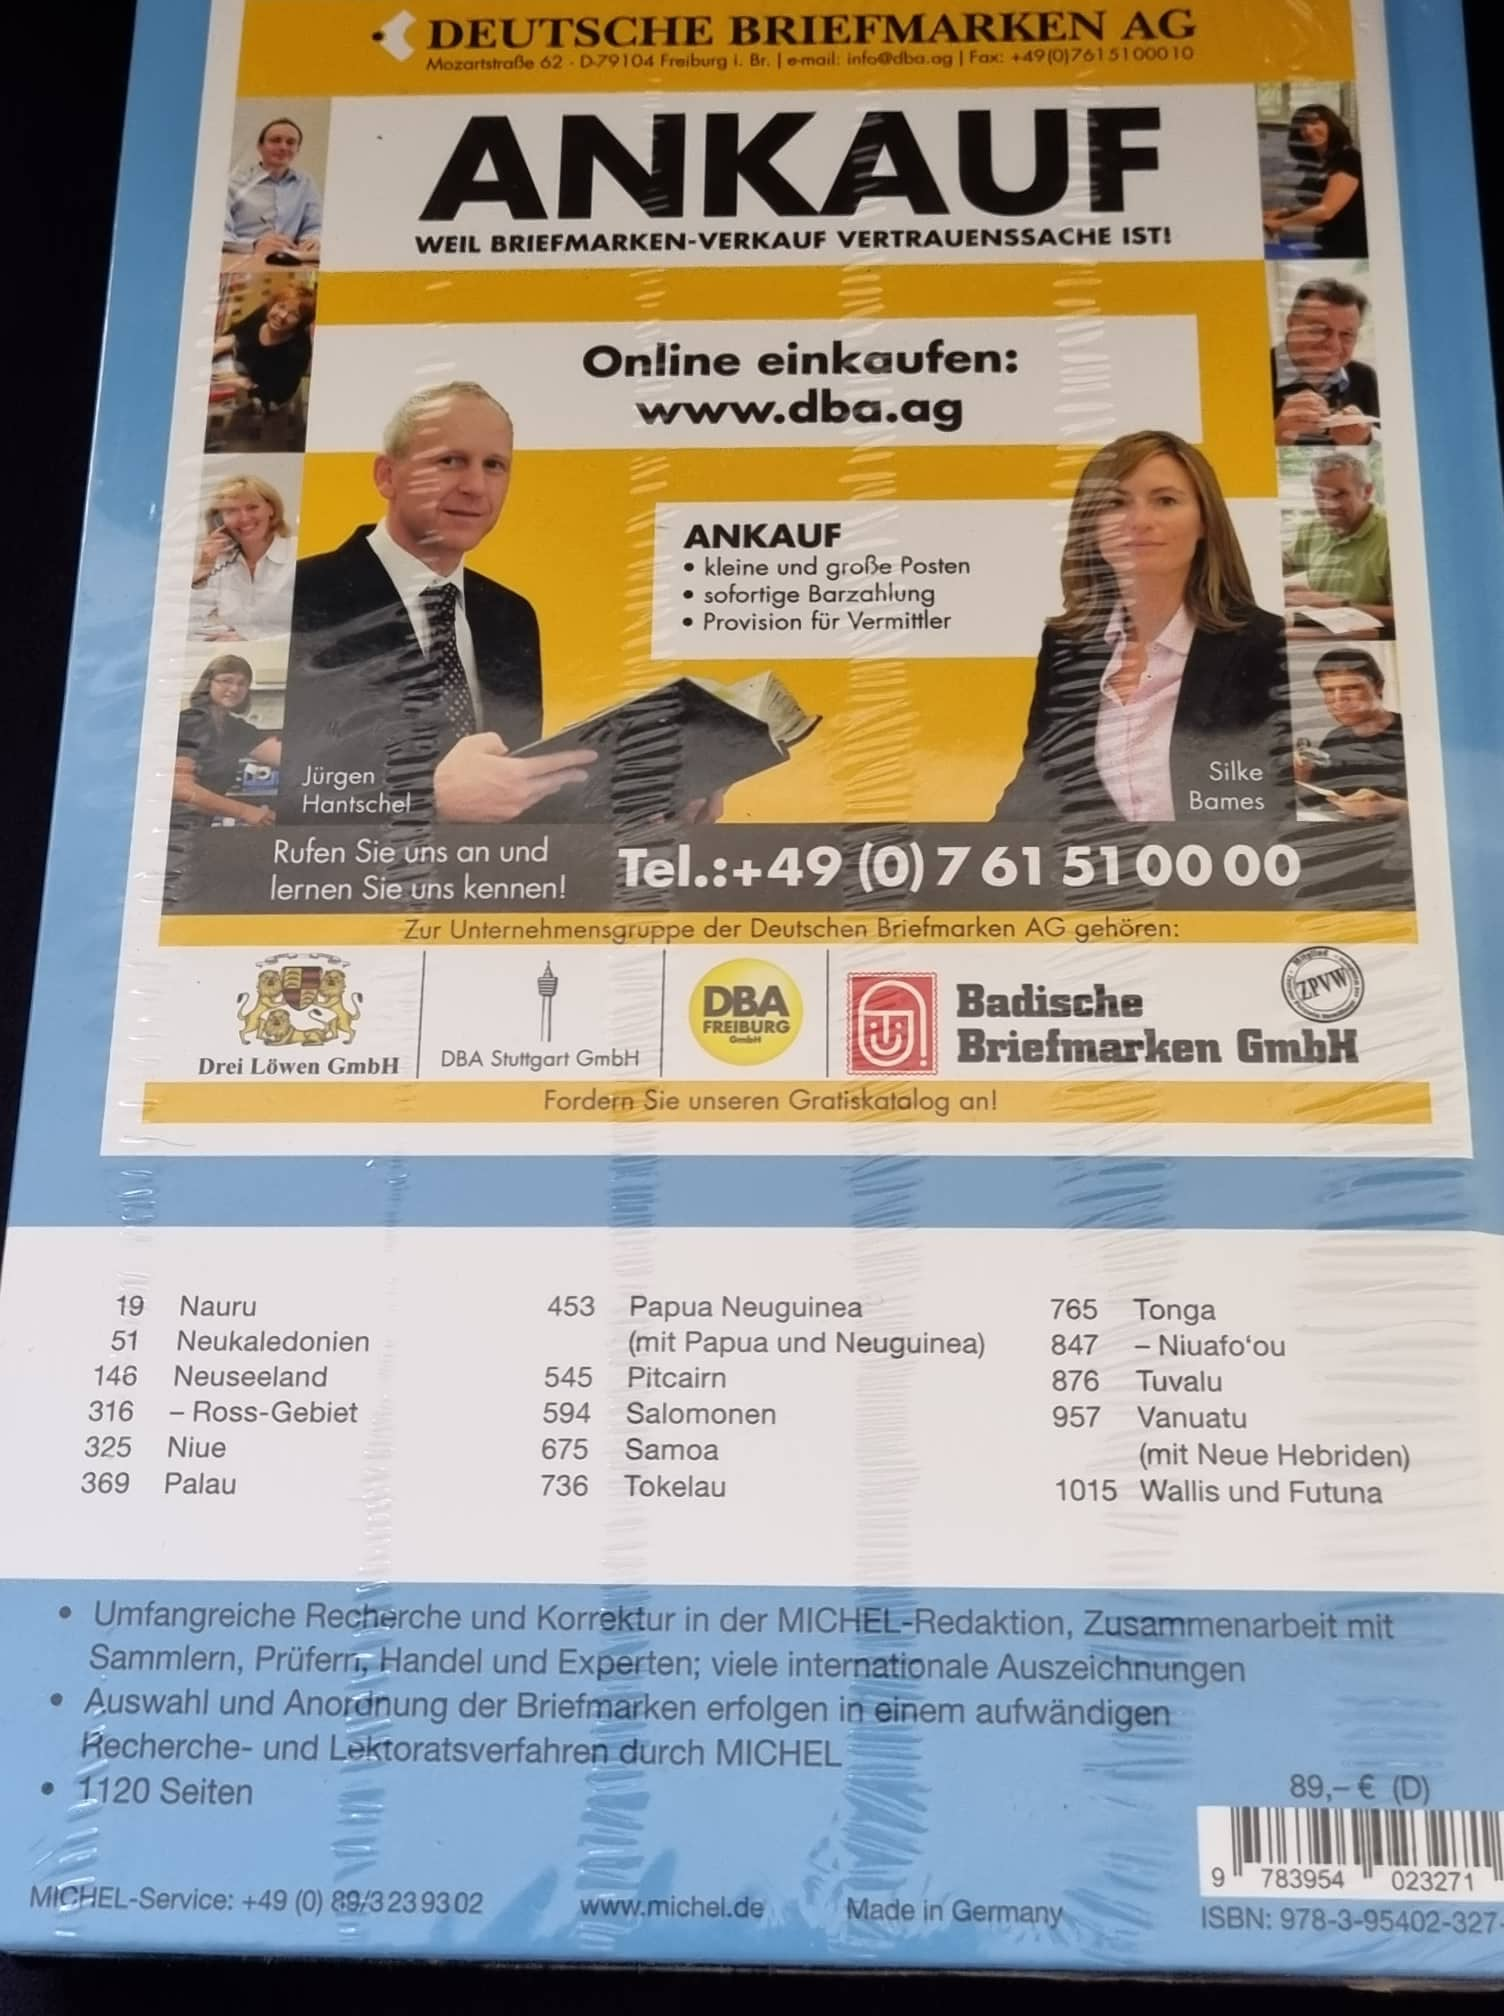 DEUTSCHE BRIEFMARKEN AG
Mozartstraße 62 · D-79104 Freiburg i. Br. | e-mail: info@dba.ag | Fax: +49(0)761 51 000 10
ANKAUF
WEIL BRIEFMARKEN-VERKAUF VERTRAUENSSACHE IST!
Online einkaufen:
www.dba.ag
ANKAUF
• kleine und große Posten
• sofortige Barzahlung
• Provision für Vermittler
Jürgen
Hantschel
Silke
Bames
Rufen Sie uns an und
lernen Sie uns kennen!
Tel.:+49 (0) 7 61 51 00 00
Zur Unternehmensgruppe der Deutschen Briefmarken AG gehören:
Drei Löwen GmbH
DBA Stuttgart GmbH
DBA
FREIBURG
GmbH
Badische
Briefmarken GmbH
Mitglied
ZPVW
Fordern Sie unseren Gratiskatalog an!
19 Nauru
51 Neukaledonien
146 Neuseeland
316 – Ross-Gebiet
325 Niue
369 Palau
453 Papua Neuguinea
(mit Papua und Neuguinea)
545 Pitcairn
594 Salomonen
675 Samoa
736 Tokelau
765 Tonga
847 – Niuafo‘ou
876 Tuvalu
957 Vanuatu
(mit Neue Hebriden)
1015 Wallis und Futuna
• Umfangreiche Recherche und Korrektur in der MICHEL-Redaktion, Zusammenarbeit mit
Sammlern, Prüfern, Handel und Experten; viele internationale Auszeichnungen
• Auswahl und Anordnung der Briefmarken erfolgen in einem aufwändigen
Recherche- und Lektoratsverfahren durch MICHEL
• 1120 Seiten
89,– € (D)
9 783954 023271
MICHEL-Service: +49 (0) 89/3 23 93 02
www.michel.de
Made in Germany
ISBN: 978-3-95402-327-